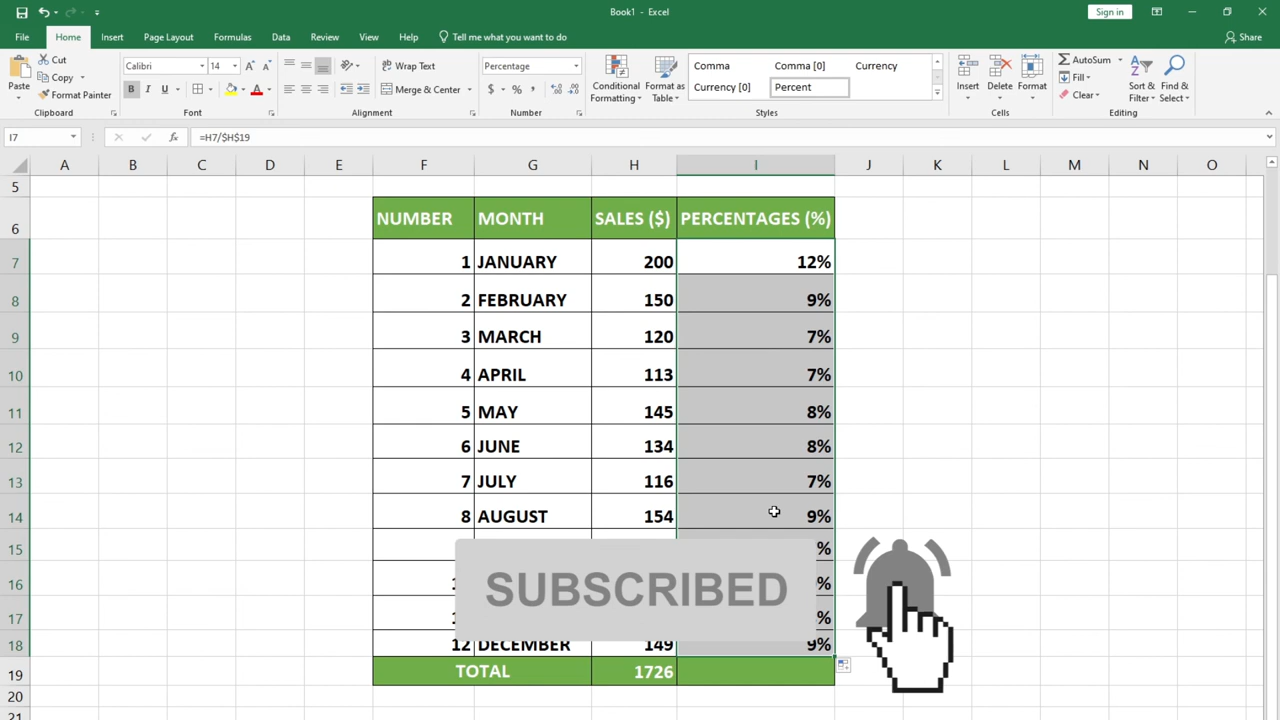 Book1 - Excel
Sign in
File Home Insert Page Layout Formulas Data Review View Help Tell me what you want to do Share
Paste
Cut
Copy
Format Painter
Clipboard
Calibri 14
B I U
Font
Wrap Text
Merge & Center
Alignment
Percentage
$ % ,
Number
Conditional Formatting
Format as Table
Comma Comma [0] Currency
Currency [0] Percent
Styles
Insert Delete Format
Cells
AutoSum
Fill
Clear
Sort & Filter
Find & Select
Editing
I7 fx =H7/$H$19
A B C D E F G H I J K L M N O
5
6 NUMBER MONTH SALES ($) PERCENTAGES (%)
7 1 JANUARY 200 12%
8 2 FEBRUARY 150 9%
9 3 MARCH 120 7%
10 4 APRIL 113 7%
11 5 MAY 145 8%
12 6 JUNE 134 8%
13 7 JULY 116 7%
14 8 AUGUST 154 9%
15 %
16 %
SUBSCRIBED
17 %
18 12 DECEMBER 149 9%
19 TOTAL 1726
20
21